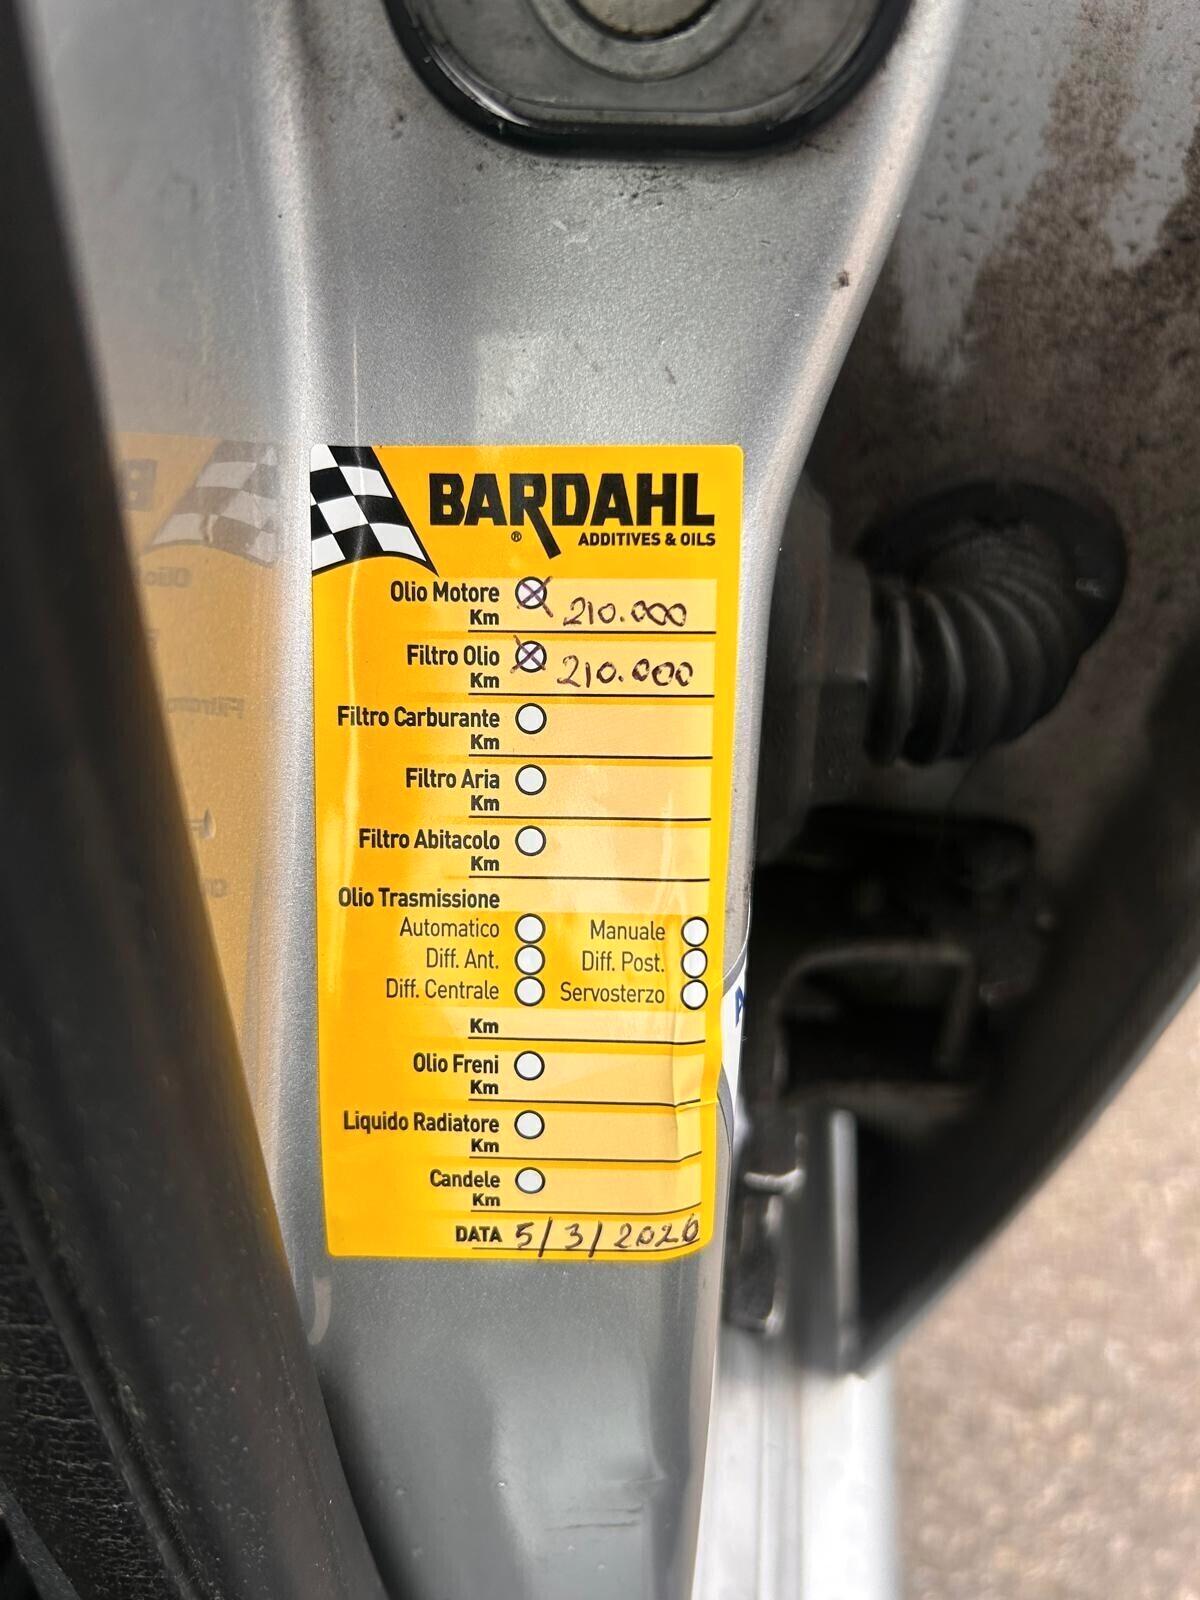 BARDAHL
® ADDITIVES & OILS
Olio Motore
Km 210.000
Filtro Olio
Km 210.000
Filtro Carburante
Km
Filtro Aria
Km
Filtro Abitacolo
Km
Olio Trasmissione
Automatico Manuale
Diff. Ant. Diff. Post.
Diff. Centrale Servosterzo
Km
Olio Freni
Km
Liquido Radiatore
Km
Candele
Km
DATA 5/3/2026